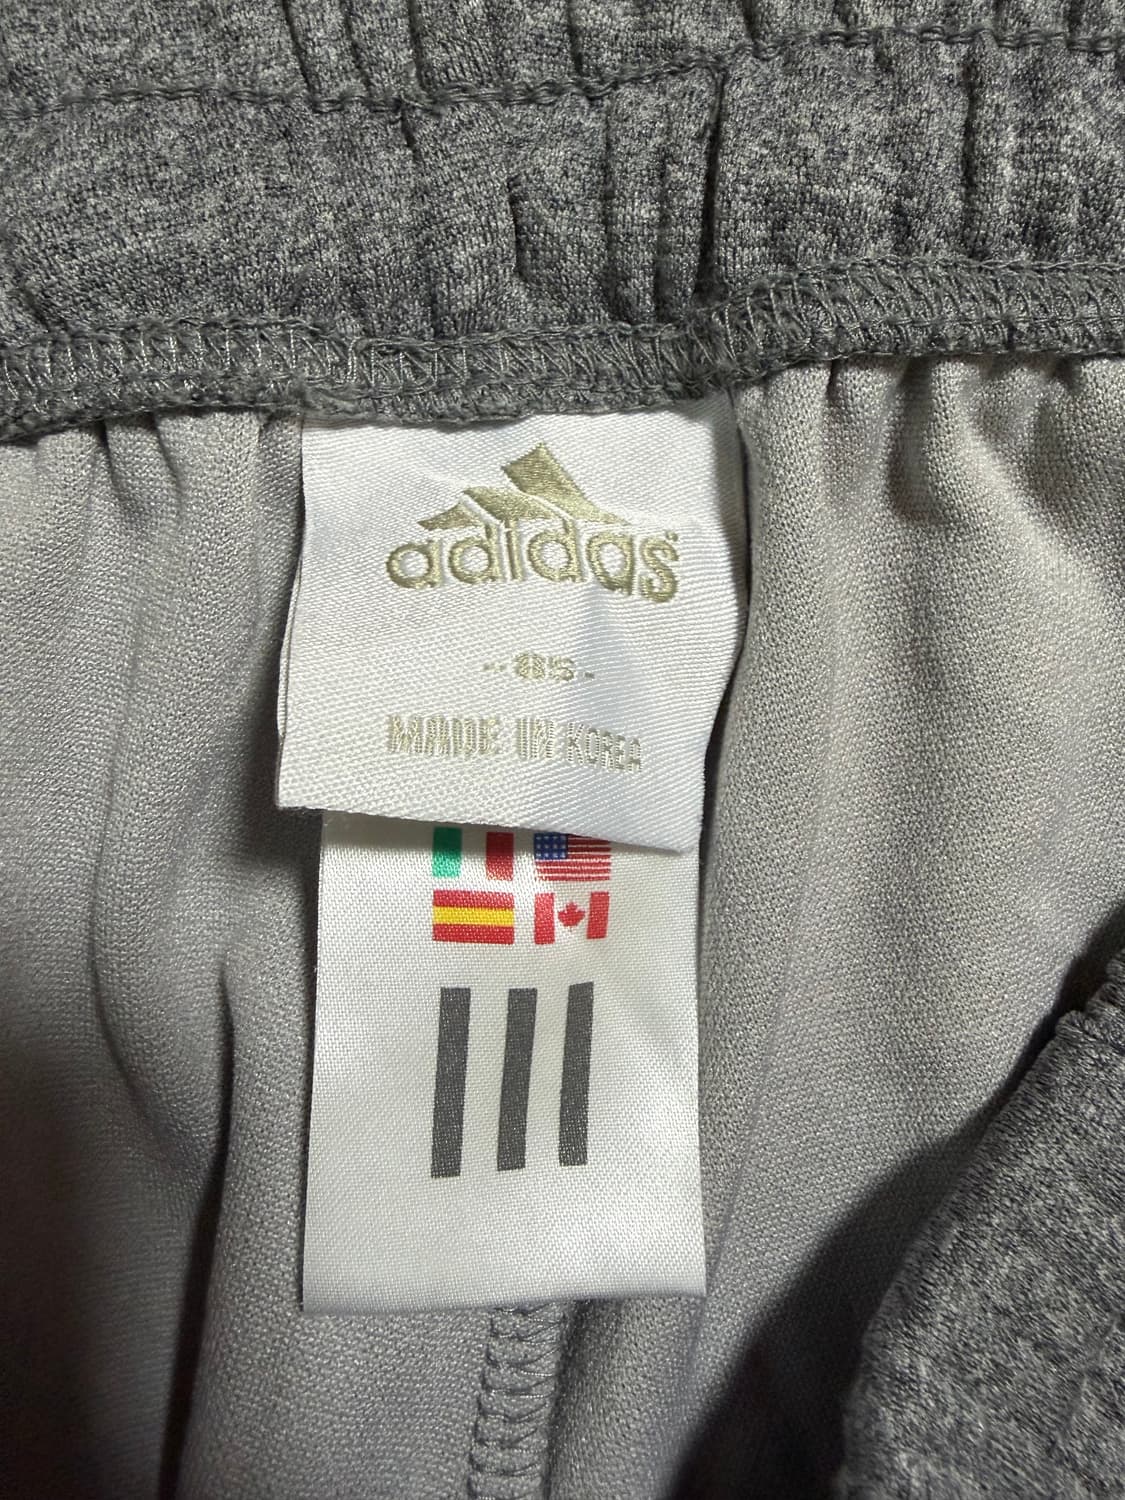 adidas
- 85 -
MADE IN KOREA